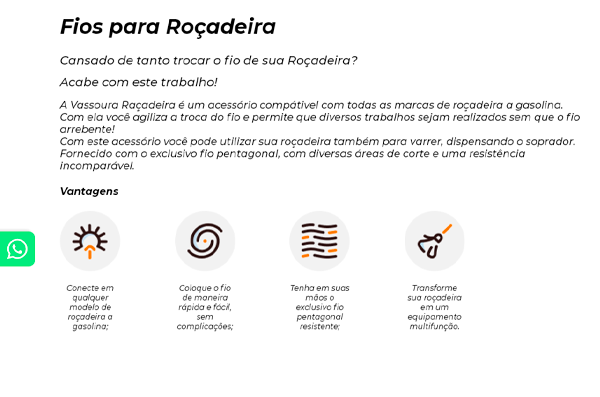 Fios para Roçadeira
Cansado de tanto trocar o fio de sua Roçadeira?
Acabe com este trabalho!
A Vassoura Raçadeira é um acessório compátivel com todas as marcas de roçadeira a gasolina.
Com ela você agiliza a troca do fio e permite que diversos trabalhos sejam realizados sem que o fio
arrebente!
Com este acessório você pode utilizar sua roçadeira também para varrer, dispensando o soprador.
Fornecido com o exclusivo fio pentagonal, com diversas áreas de corte e uma resistência
incomparável.
Vantagens
Conecte em
qualquer
modelo de
roçadeira a
gasolina;
Coloque o fio
de maneira
rápida e fácil,
sem
complicações;
Tenha em suas
mãos o
exclusivo fio
pentagonal
resistente;
Transforme
sua roçadeira
em um
equipamento
multifunção.